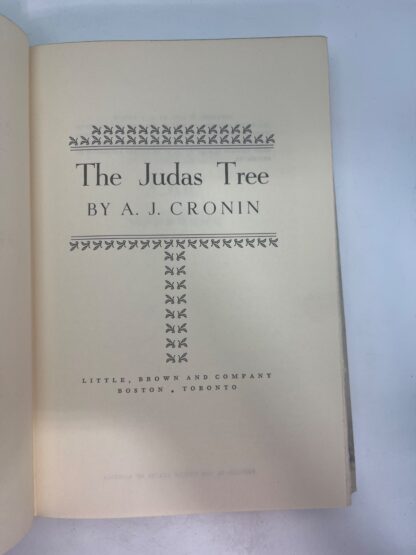 The Judas Tree
BY A. J. CRONIN
LITTLE, BROWN AND COMPANY
BOSTON . TORONTO